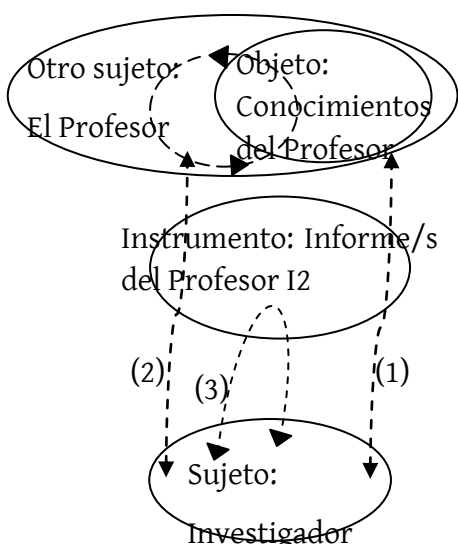 Otro sujeto:
El Profesor
Objeto:
Conocimientos
del Profesor
Instrumento: Informe/s
del Profesor I2
(2)
(3)
(1)
Sujeto:
Investigador